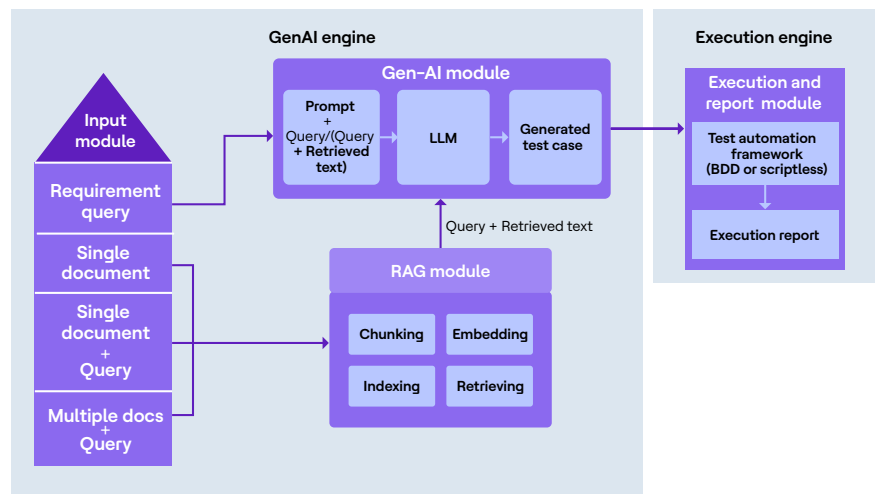 GenAI engine
Execution engine
Input
module
Requirement
query
Single
document
Single
document
+
Query
Multiple docs
+
Query
Gen-AI module
Prompt
+
Query/(Query
+ Retrieved
text)
LLM
Generated
test case
Query + Retrieved text
RAG module
Chunking
Embedding
Indexing
Retrieving
Execution and
report module
Test automation
framework
(BDD or scriptless)
Execution report